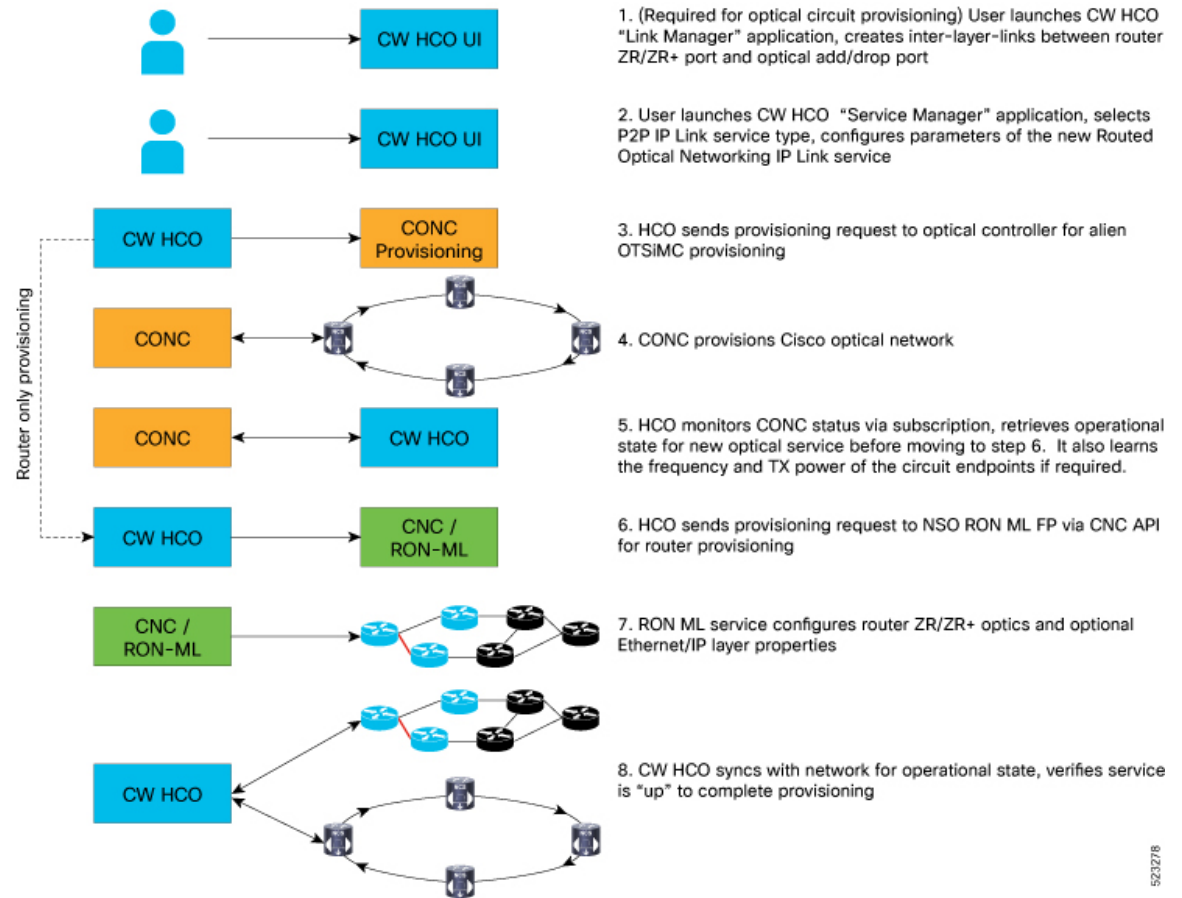 CW HCO UI
1. (Required for optical circuit provisioning) User launches CW HCO
“Link Manager” application, creates inter-layer-links between router
ZR/ZR+ port and optical add/drop port
CW HCO UI
2. User launches CW HCO “Service Manager” application, selects
P2P IP Link service type, configures parameters of the new Routed
Optical Networking IP Link service
CW HCO
CONC
Provisioning
3. HCO sends provisioning request to optical controller for alien
OTSiMC provisioning
Router only provisioning
CONC
4. CONC provisions Cisco optical network
CONC
CW HCO
5. HCO monitors CONC status via subscription, retrieves operational
state for new optical service before moving to step 6. It also learns
the frequency and TX power of the circuit endpoints if required.
CW HCO
CNC /
RON-ML
6. HCO sends provisioning request to NSO RON ML FP via CNC API
for router provisioning
CNC /
RON-ML
7. RON ML service configures router ZR/ZR+ optics and optional
Ethernet/IP layer properties
CW HCO
8. CW HCO syncs with network for operational state, verifies service
is “up” to complete provisioning
523278